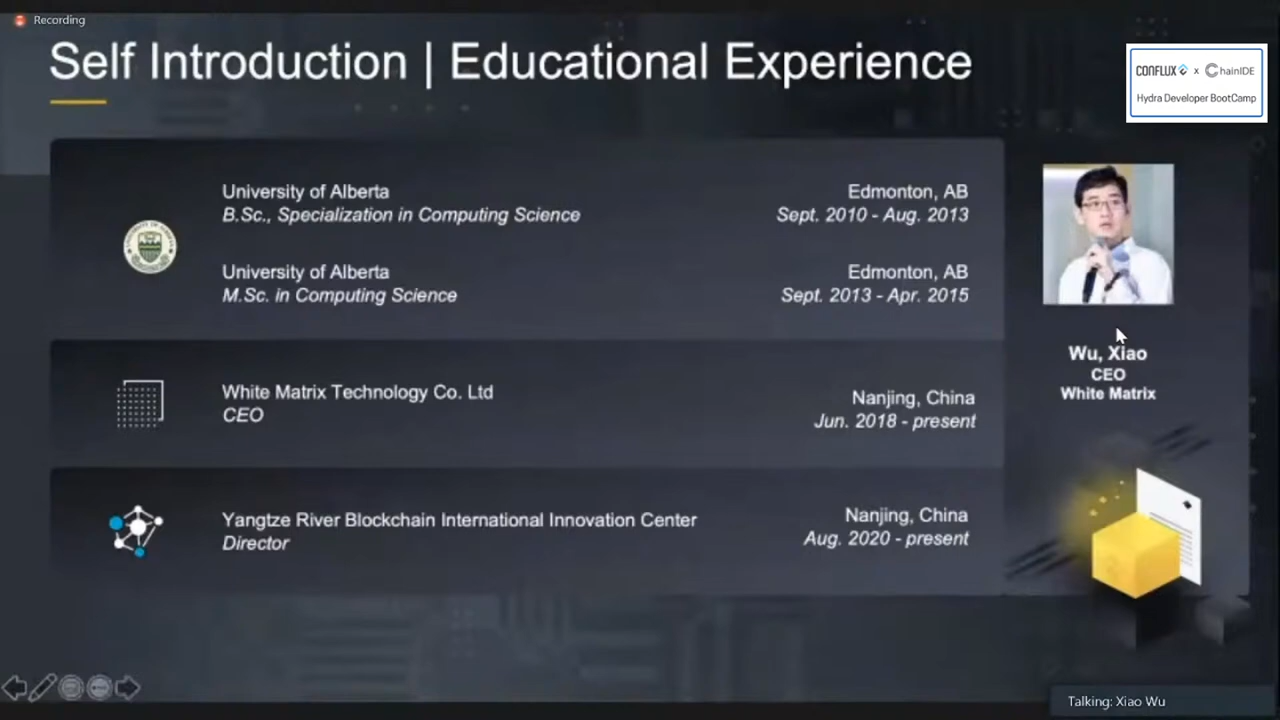 Recording
Self Introduction | Educational Experience
CONFLUX x ChainIDE
Hydra Developer BootCamp
University of Alberta
B.Sc., Specialization in Computing Science
Edmonton, AB
Sept. 2010 - Aug. 2013
University of Alberta
M.Sc. in Computing Science
Edmonton, AB
Sept. 2013 - Apr. 2015
White Matrix Technology Co. Ltd
CEO
Nanjing, China
Jun. 2018 - present
Yangtze River Blockchain International Innovation Center
Director
Nanjing, China
Aug. 2020 - present
Wu, Xiao
CEO
White Matrix
Talking: Xiao Wu